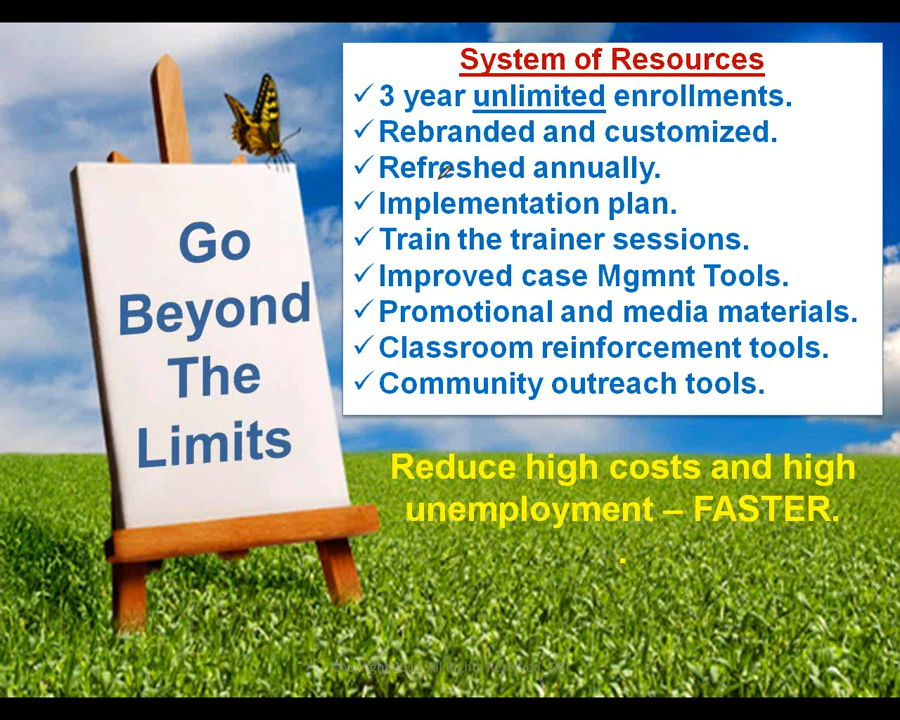 System of Resources
✓ 3 year unlimited enrollments.
✓ Rebranded and customized.
✓ Refreshed annually.
✓ Implementation plan.
✓ Train the trainer sessions.
✓ Improved case Mgmnt Tools.
✓ Promotional and media materials.
✓ Classroom reinforcement tools.
✓ Community outreach tools.
Go
Beyond
The
Limits
Reduce high costs and high
unemployment – FASTER.
.